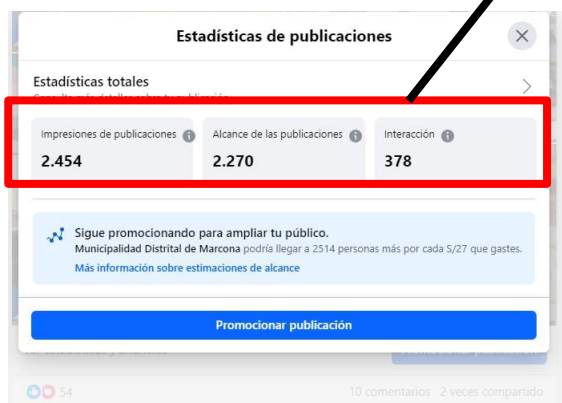 Estadísticas de publicaciones
Estadísticas totales
Impresiones de publicaciones
Alcance de las publicaciones
Interacción
2.454
2.270
378
Sigue promocionando para ampliar tu público.
Municipalidad Distrital de Marcona podría llegar a 2514 personas más por cada S/27 que gastes.
Más información sobre estimaciones de alcance
Promocionar publicación
54
10 comentarios 2 veces compartido